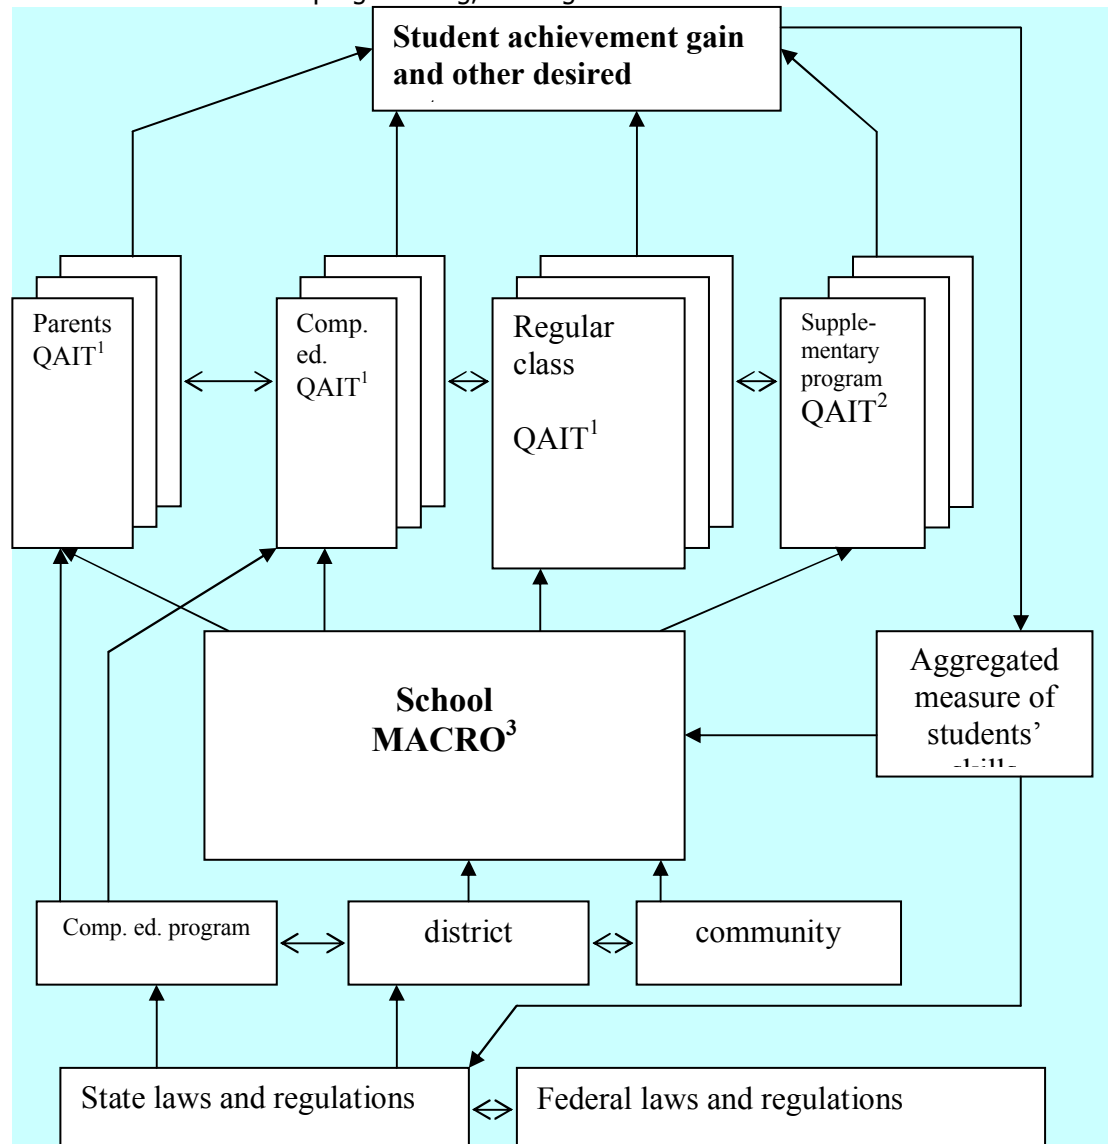 Student achievement gain
and other desired
Parents
QAIT¹
Comp.
ed.
QAIT¹
Regular
class
QAIT¹
Supple-
mentary
program
QAIT²
School
MACRO³
Aggregated
measure of
students’
skills
Comp. ed. program
district
community
State laws and regulations
Federal laws and regulations